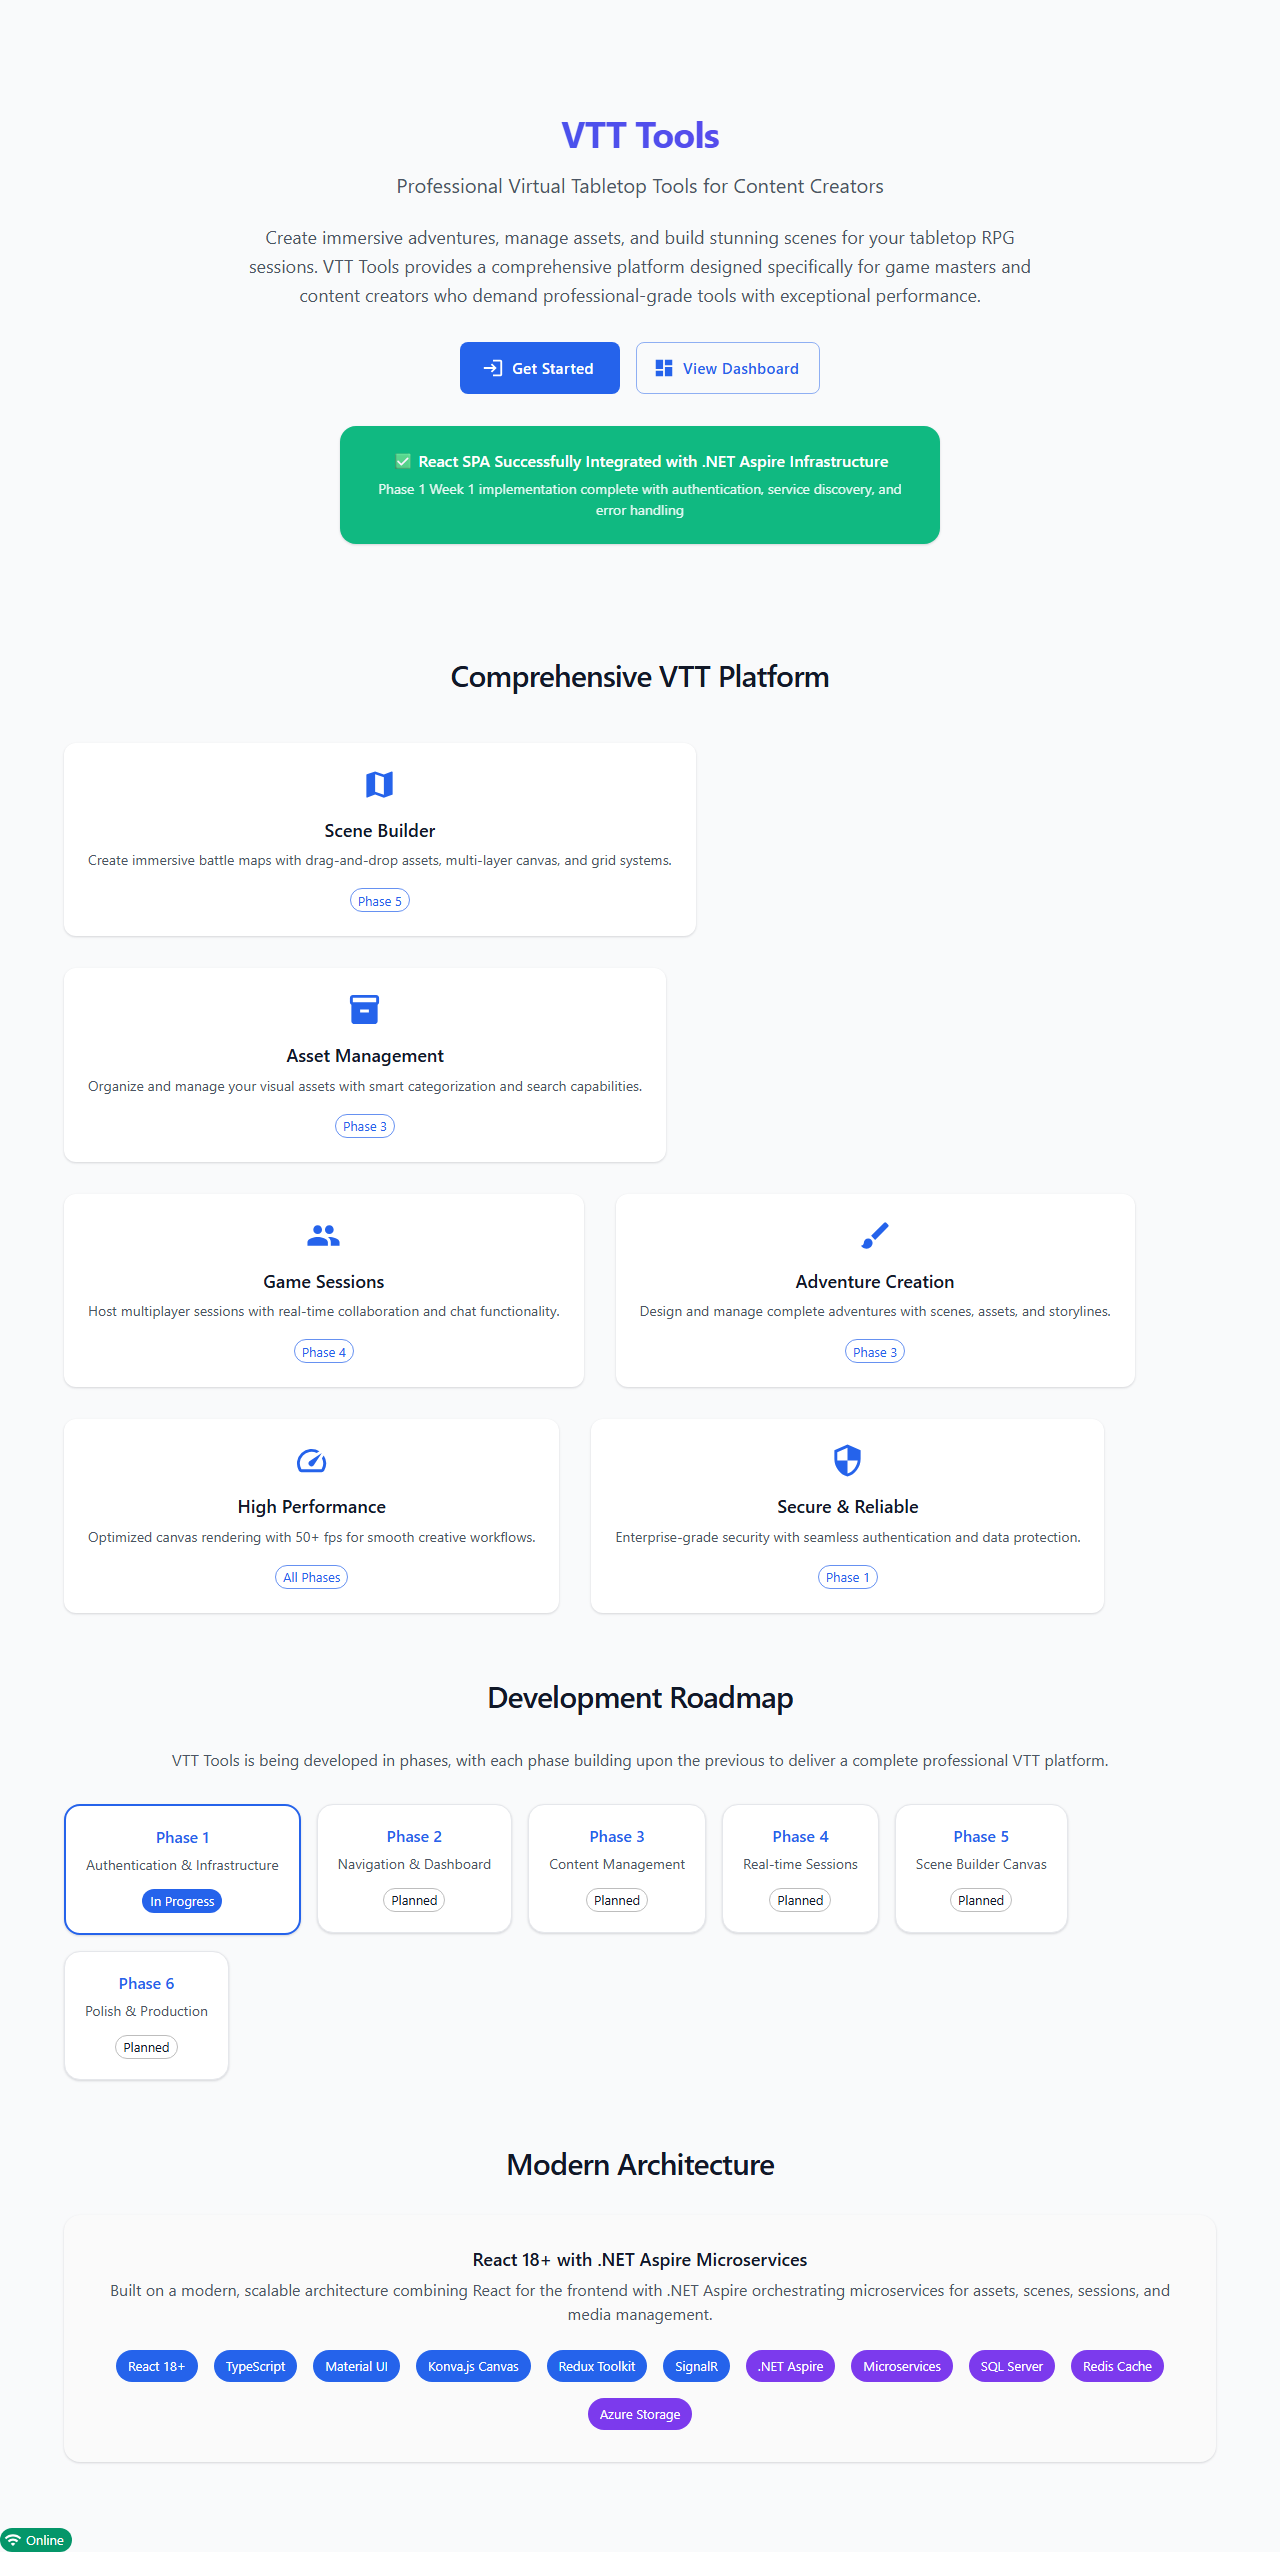 VTT Tools
Professional Virtual Tabletop Tools for Content Creators
Create immersive adventures, manage assets, and build stunning scenes for your tabletop RPG
sessions. VTT Tools provides a comprehensive platform designed specifically for game masters and
content creators who demand professional-grade tools with exceptional performance.
Get Started
View Dashboard
✅ React SPA Successfully Integrated with .NET Aspire Infrastructure
Phase 1 Week 1 implementation complete with authentication, service discovery, and
error handling
Comprehensive VTT Platform
Scene Builder
Create immersive battle maps with drag-and-drop assets, multi-layer canvas, and grid systems.
Phase 5
Asset Management
Organize and manage your visual assets with smart categorization and search capabilities.
Phase 3
Game Sessions
Host multiplayer sessions with real-time collaboration and chat functionality.
Phase 4
Adventure Creation
Design and manage complete adventures with scenes, assets, and storylines.
Phase 3
High Performance
Optimized canvas rendering with 50+ fps for smooth creative workflows.
All Phases
Secure & Reliable
Enterprise-grade security with seamless authentication and data protection.
Phase 1
Development Roadmap
VTT Tools is being developed in phases, with each phase building upon the previous to deliver a complete professional VTT platform.
Phase 1
Authentication & Infrastructure
In Progress
Phase 2
Navigation & Dashboard
Planned
Phase 3
Content Management
Planned
Phase 4
Real-time Sessions
Planned
Phase 5
Scene Builder Canvas
Planned
Phase 6
Polish & Production
Planned
Modern Architecture
React 18+ with .NET Aspire Microservices
Built on a modern, scalable architecture combining React for the frontend with .NET Aspire orchestrating microservices for assets, scenes, sessions, and
media management.
React 18+
TypeScript
Material UI
Konva.js Canvas
Redux Toolkit
SignalR
.NET Aspire
Microservices
SQL Server
Redis Cache
Azure Storage
Online